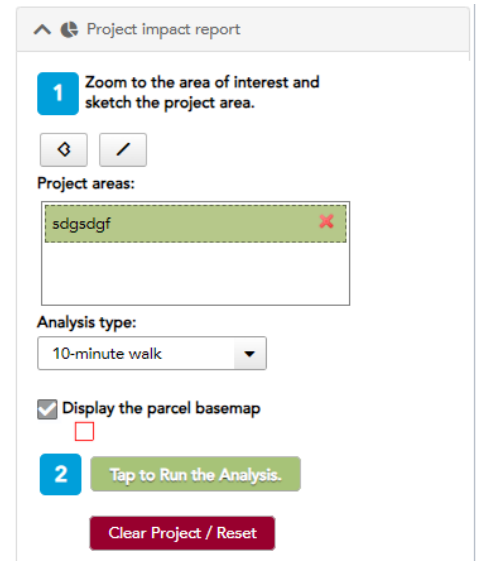 Project impact report
1
Zoom to the area of interest and
sketch the project area.
Project areas:
sdgsdgf
Analysis type:
10-minute walk
Display the parcel basemap
2
Tap to Run the Analysis.
Clear Project / Reset